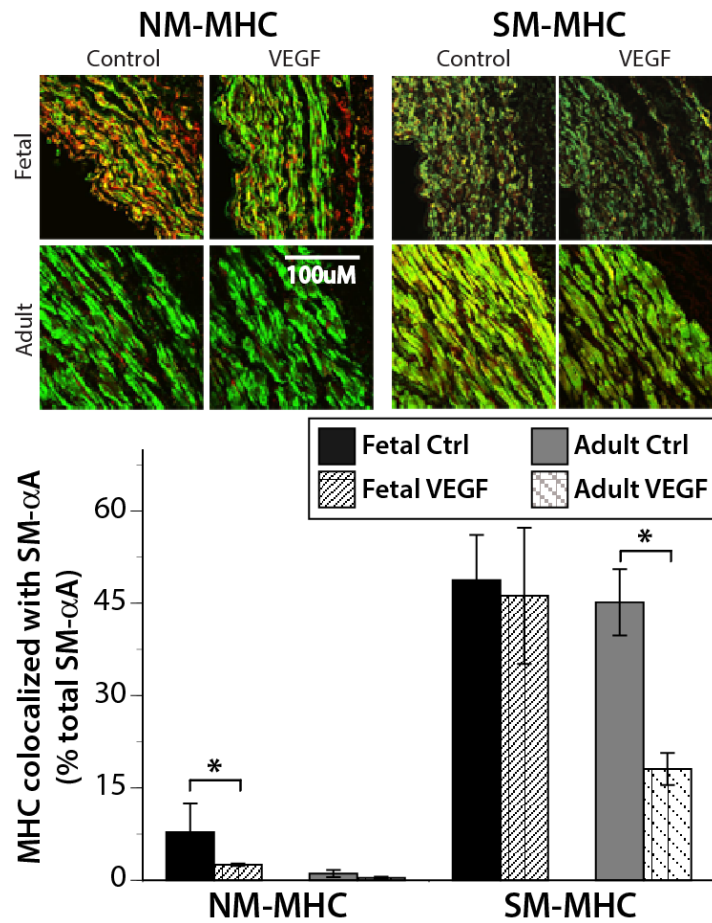 NM-MHC SM-MHC
Control VEGF Control VEGF
Fetal
Adult
100uM
Fetal Ctrl Adult Ctrl
Fetal VEGF Adult VEGF
MHC colocalized with SM-αA
(% total SM-αA)
60
45
30
15
0
*
*
NM-MHC SM-MHC